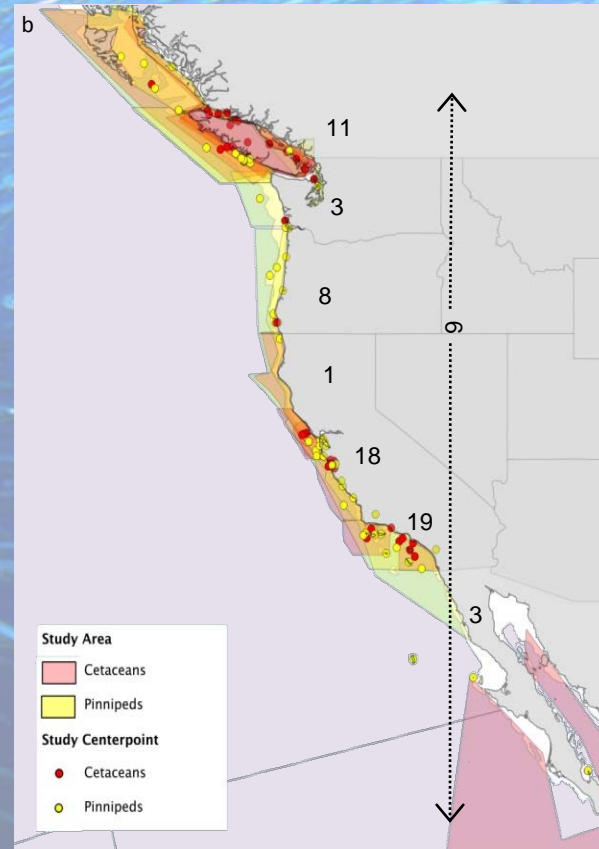 b
11
3
8
9
1
18
19
3
Study Area
Cetaceans
Pinnipeds
Study Centerpoint
Cetaceans
Pinnipeds